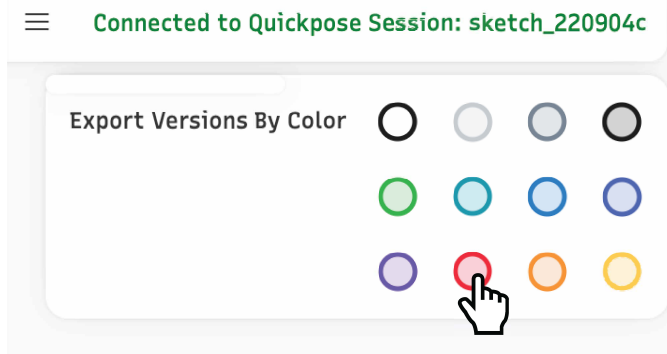 Connected to Quickpose Session: sketch_220904c
Export Versions By Color